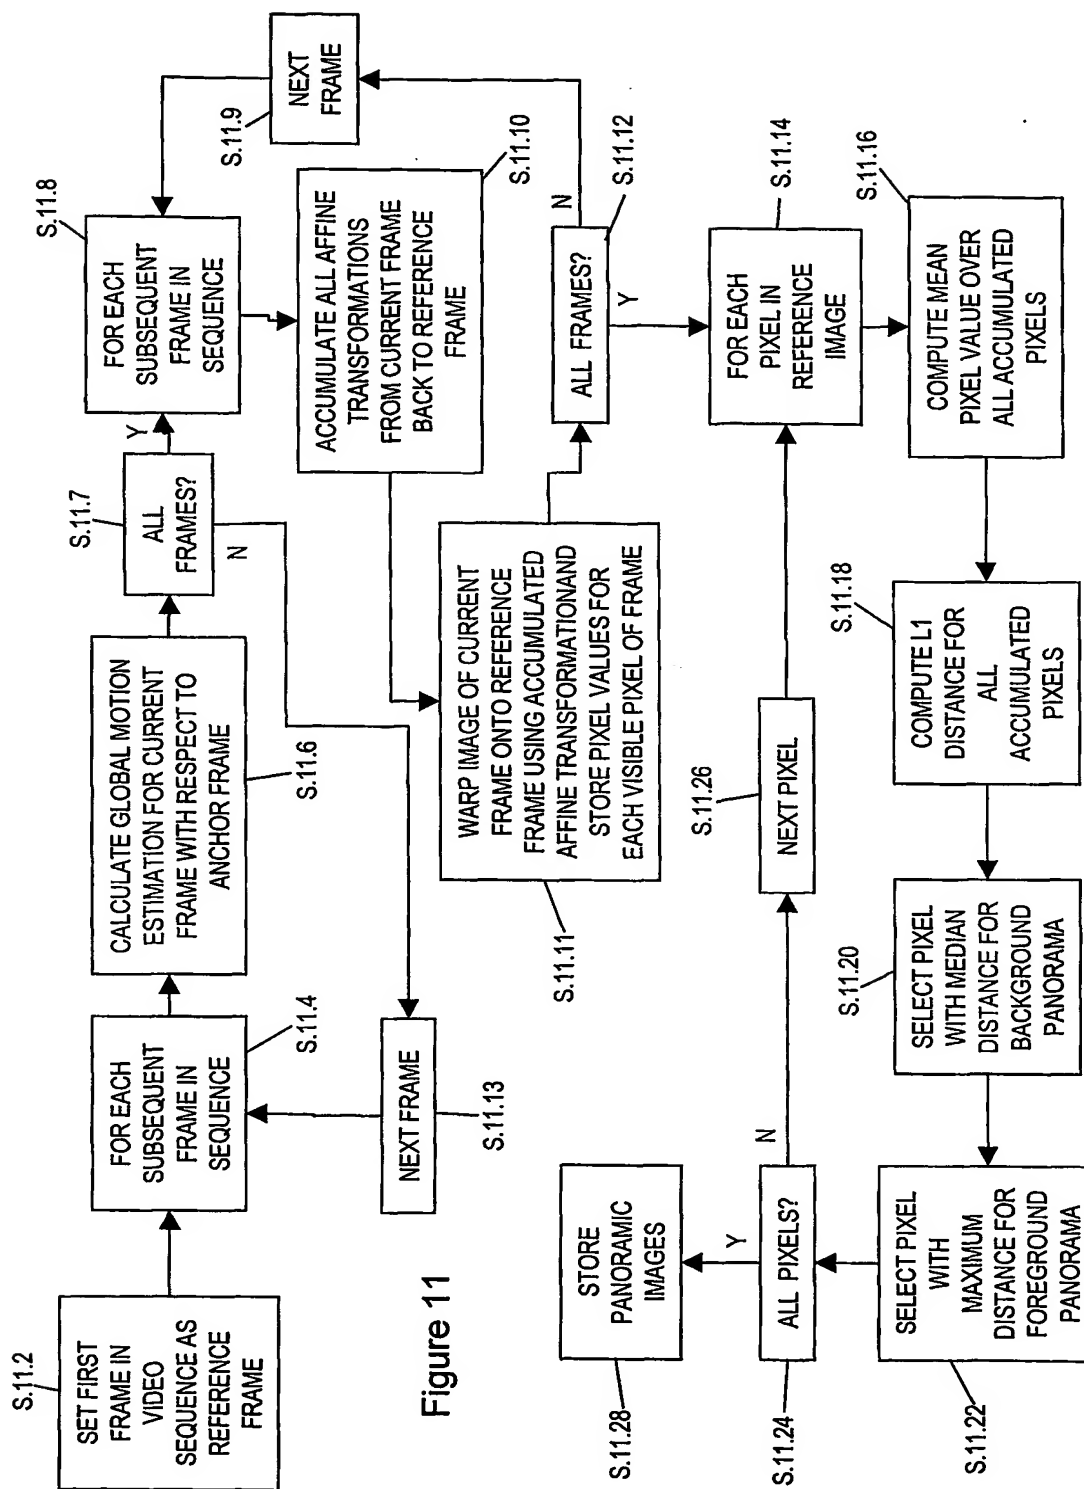 S.11.2
SET FIRST
FRAME IN
VIDEO
SEQUENCE AS
REFERENCE
FRAME
FOR EACH
SUBSEQUENT
FRAME IN
SEQUENCE
S.11.4
CALCULATE GLOBAL MOTION
ESTIMATION FOR CURRENT
FRAME WITH RESPECT TO
ANCHOR FRAME
S.11.6
S.11.7
ALL
FRAMES?
Y
N
NEXT FRAME
S.11.13
S.11.8
FOR EACH
SUBSEQUENT
FRAME IN
SEQUENCE
S.11.9
NEXT
FRAME
S.11.10
ACCUMULATE ALL AFFINE
TRANSFORMATIONS
FROM CURRENT FRAME
BACK TO REFERENCE
FRAME
WARP IMAGE OF CURRENT
FRAME ONTO REFERENCE
FRAME USING ACCUMULATED
AFFINE TRANSFORMATIONAND
STORE PIXEL VALUES FOR
EACH VISIBLE PIXEL OF FRAME
S.11.11
S.11.12
ALL FRAMES?
N
Y
S.11.14
FOR EACH
PIXEL IN
REFERENCE
IMAGE
S.11.16
COMPUTE MEAN
PIXEL VALUE OVER
ALL ACCUMULATED
PIXELS
S.11.18
COMPUTE L1
DISTANCE FOR
ALL
ACCUMULATED
PIXELS
S.11.20
SELECT PIXEL
WITH MEDIAN
DISTANCE FOR
BACKGROUND
PANORAMA
SELECT PIXEL
WITH
MAXIMUM
DISTANCE FOR
FOREGROUND
PANORAMA
S.11.22
ALL PIXELS?
S.11.24
N
Y
NEXT PIXEL
S.11.26
STORE
PANORAMIC
IMAGES
S.11.28
Figure 11